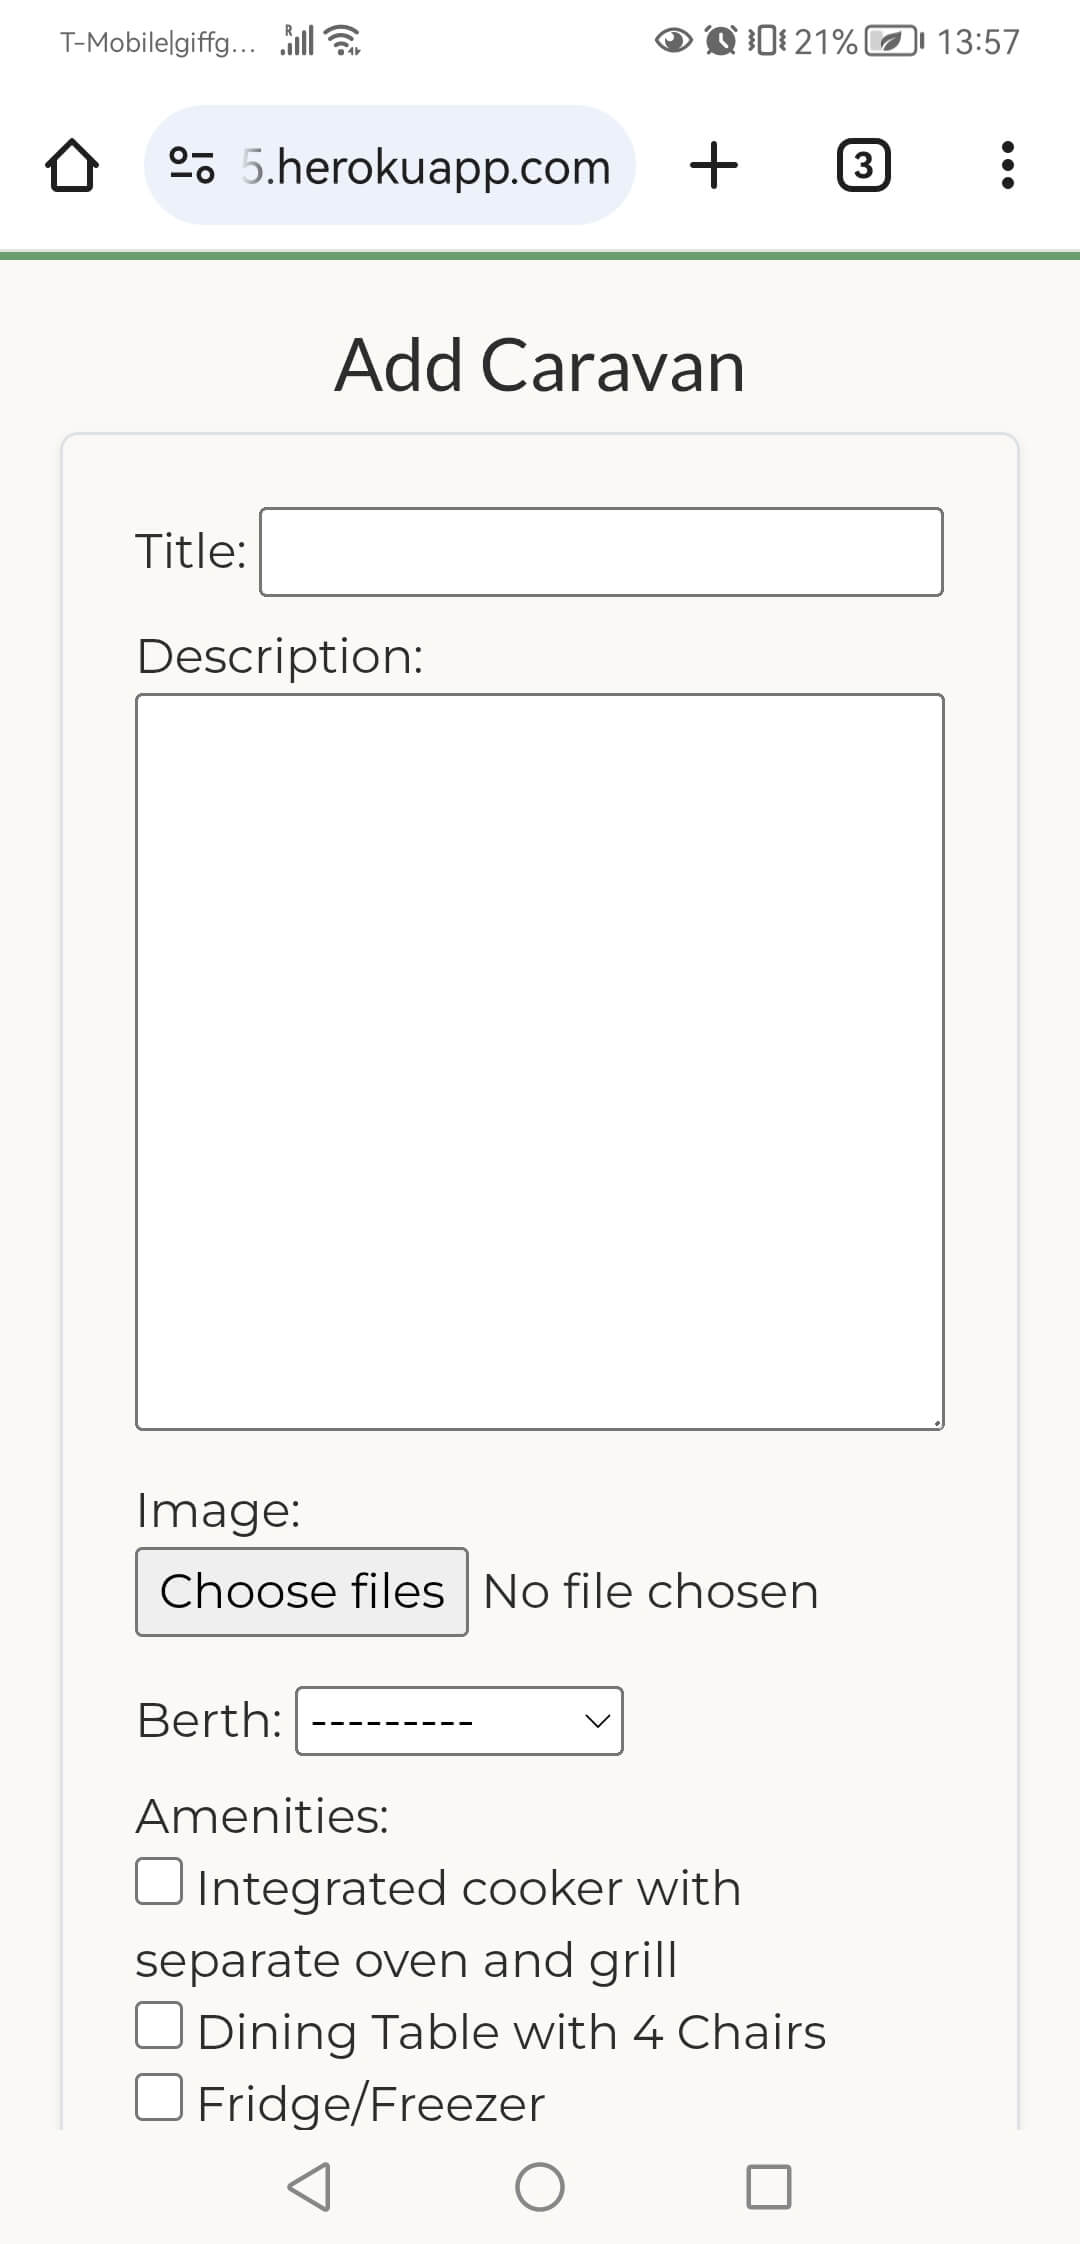 T-Mobile|giffg... R 21% 13:57
5.herokuapp.com 3
Add Caravan
Title:
Description:
Image:
Choose files No file chosen
Berth: ---------
Amenities:
Integrated cooker with
separate oven and grill
Dining Table with 4 Chairs
Fridge/Freezer